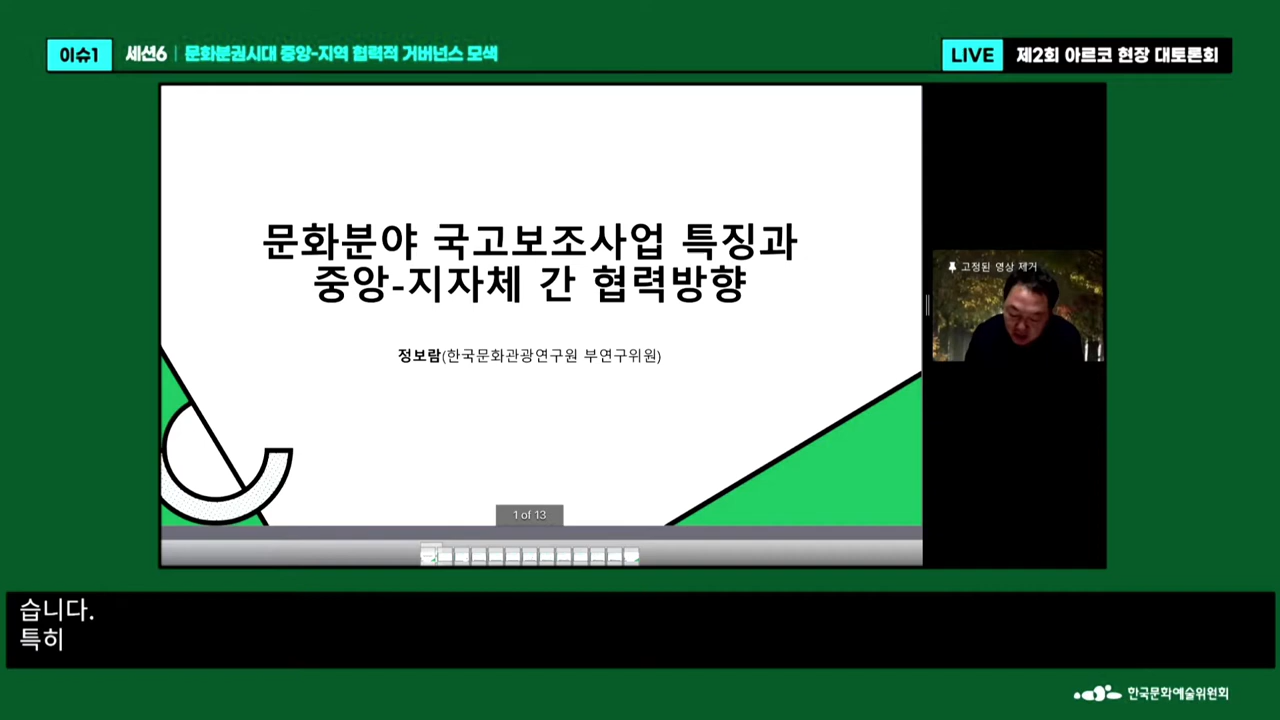 이슈1
세션6 | 문화분권시대 중앙-지역 협력적 거버넌스 모색
LIVE
제2회 아르코 현장 대토론회
문화분야 국고보조사업 특징과
중앙-지자체 간 협력방향
정보람(한국문화관광연구원 부연구위원)
고정된 영상 제거
1 of 13
습니다.
특히
한국문화예술위원회